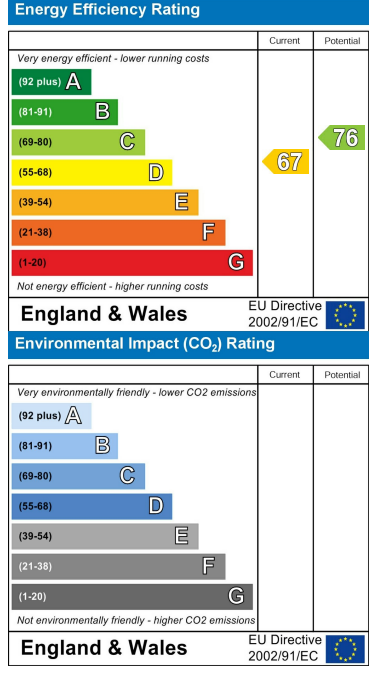 Energy Efficiency Rating
Current Potential
Very energy efficient - lower running costs
(92 plus) A
(81-91) B
(69-80) C
(55-68) D
(39-54) E
(21-38) F
(1-20) G
67
76
Not energy efficient - higher running costs
England & Wales
EU Directive
2002/91/EC
Environmental Impact (CO₂) Rating
Current Potential
Very environmentally friendly - lower CO2 emissions
(92 plus) A
(81-91) B
(69-80) C
(55-68) D
(39-54) E
(21-38) F
(1-20) G
Not environmentally friendly - higher CO2 emissions
England & Wales
EU Directive
2002/91/EC